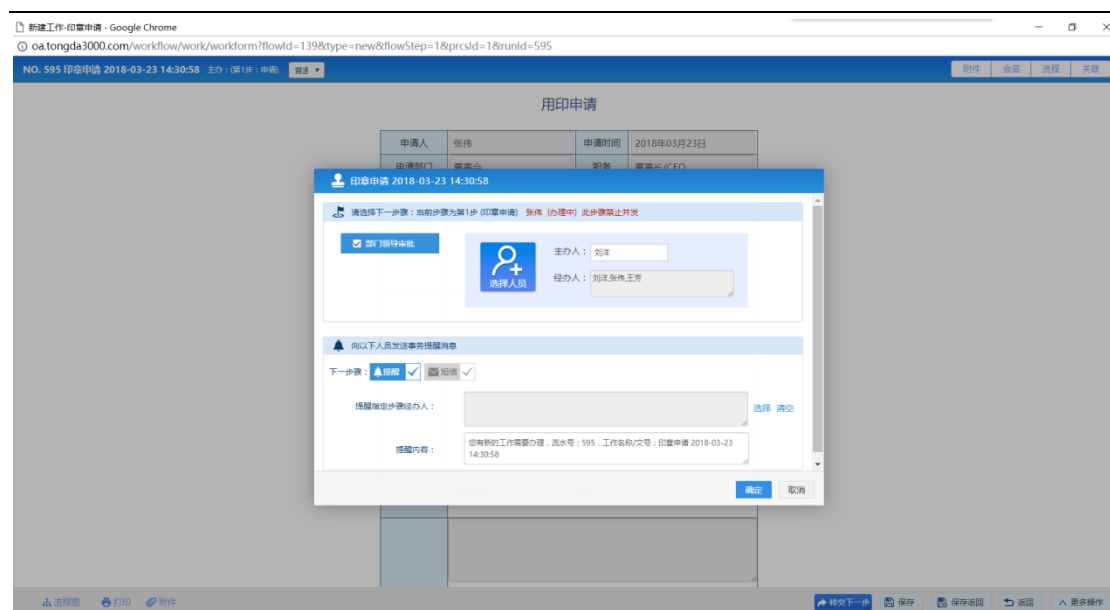 新建工作-印章申请 - Google Chrome
oa.tongda3000.com/workflow/work/workform?flowId=139&type=new&flowStep=1&prcsId=1&runId=595
NO. 595 印章申请 2018-03-23 14:30:58 主办：(第1步：申请) 普通 附件 会签 流程 关联
用印申请
申请人 张伟 申请时间 2018年03月23日
申请部门 董事会 职务 董事长/CEO
印章申请 2018-03-23 14:30:58
请选择下一步骤：当前步骤为第1步 (印章申请) 张伟 (办理中) 此步骤禁止并发
部门领导审批
主办人： 刘洋
选择人员
经办人： 刘洋,张伟,王芳
向以下人员发送事务提醒消息
下一步骤： 提醒 短信
提醒指定步骤经办人： 选择 清空
提醒内容： 您有新的工作需要办理，流水号：595，工作名称/文号：印章申请 2018-03-23
14:30:58
确定 取消
流程图 打印 附件 转交下一步 保存 保存返回 返回 更多操作